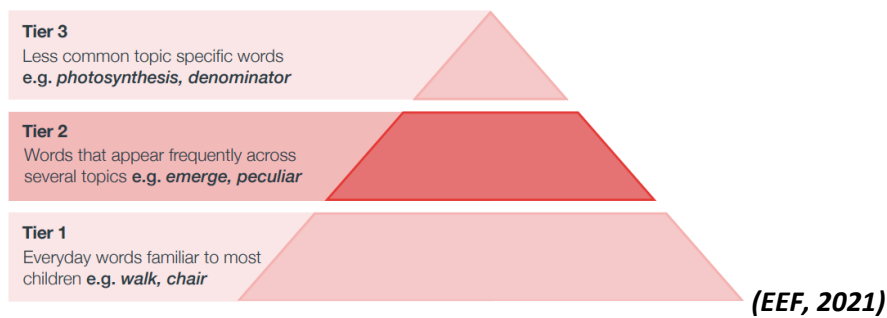 Tier 3
Less common topic specific words
e.g. photosynthesis, denominator
Tier 2
Words that appear frequently across
several topics e.g. emerge, peculiar
Tier 1
Everyday words familiar to most
children e.g. walk, chair
(EEF, 2021)